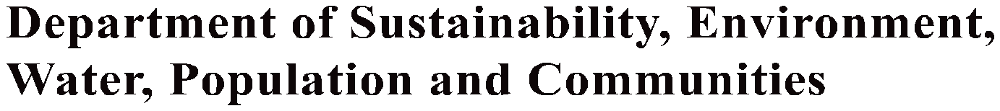 Department of Sustainability, Environment,
Water, Population and Communities